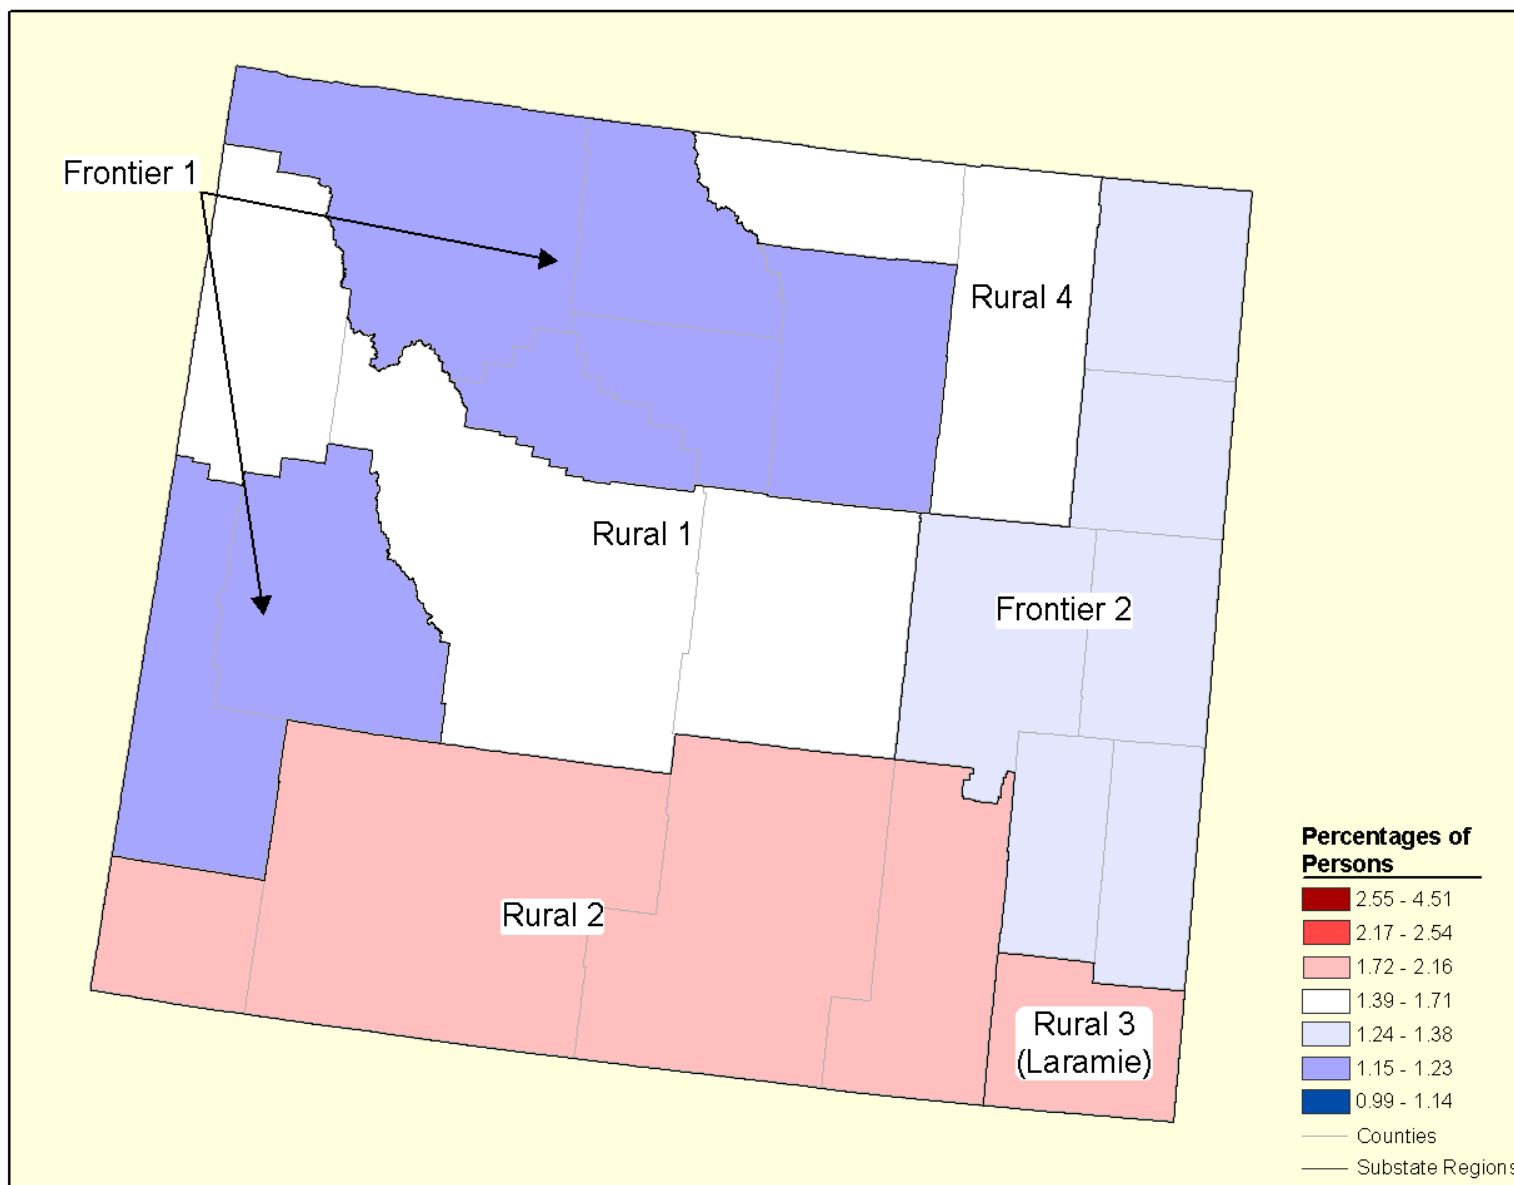 Frontier 1
Rural 4
Rural 1
Frontier 2
Rural 2
Rural 3
(Laramie)
Percentages of
Persons
2.55 - 4.51
2.17 - 2.54
1.72 - 2.16
1.39 - 1.71
1.24 - 1.38
1.15 - 1.23
0.99 - 1.14
Counties
Substate Regions